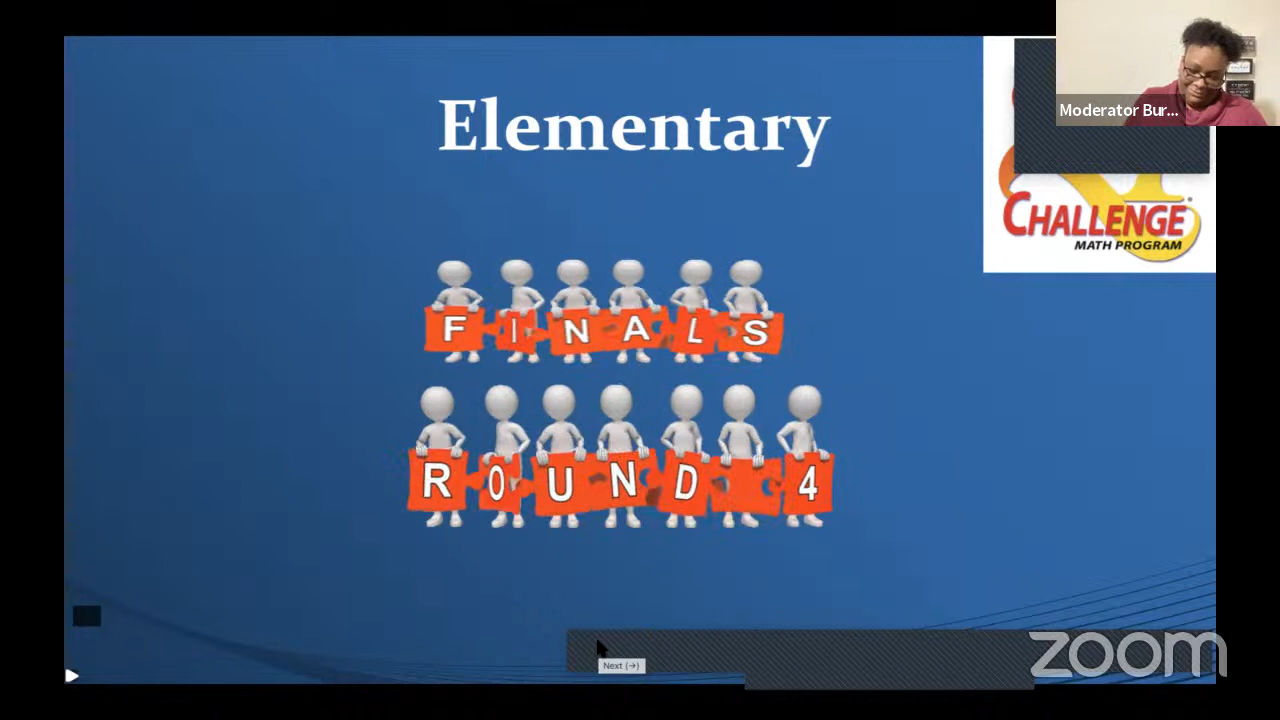 Elementary
Moderator Bur...
CHALLENGE
MATH PROGRAM
FINALS
ROUND 4
Next (→)
zoom